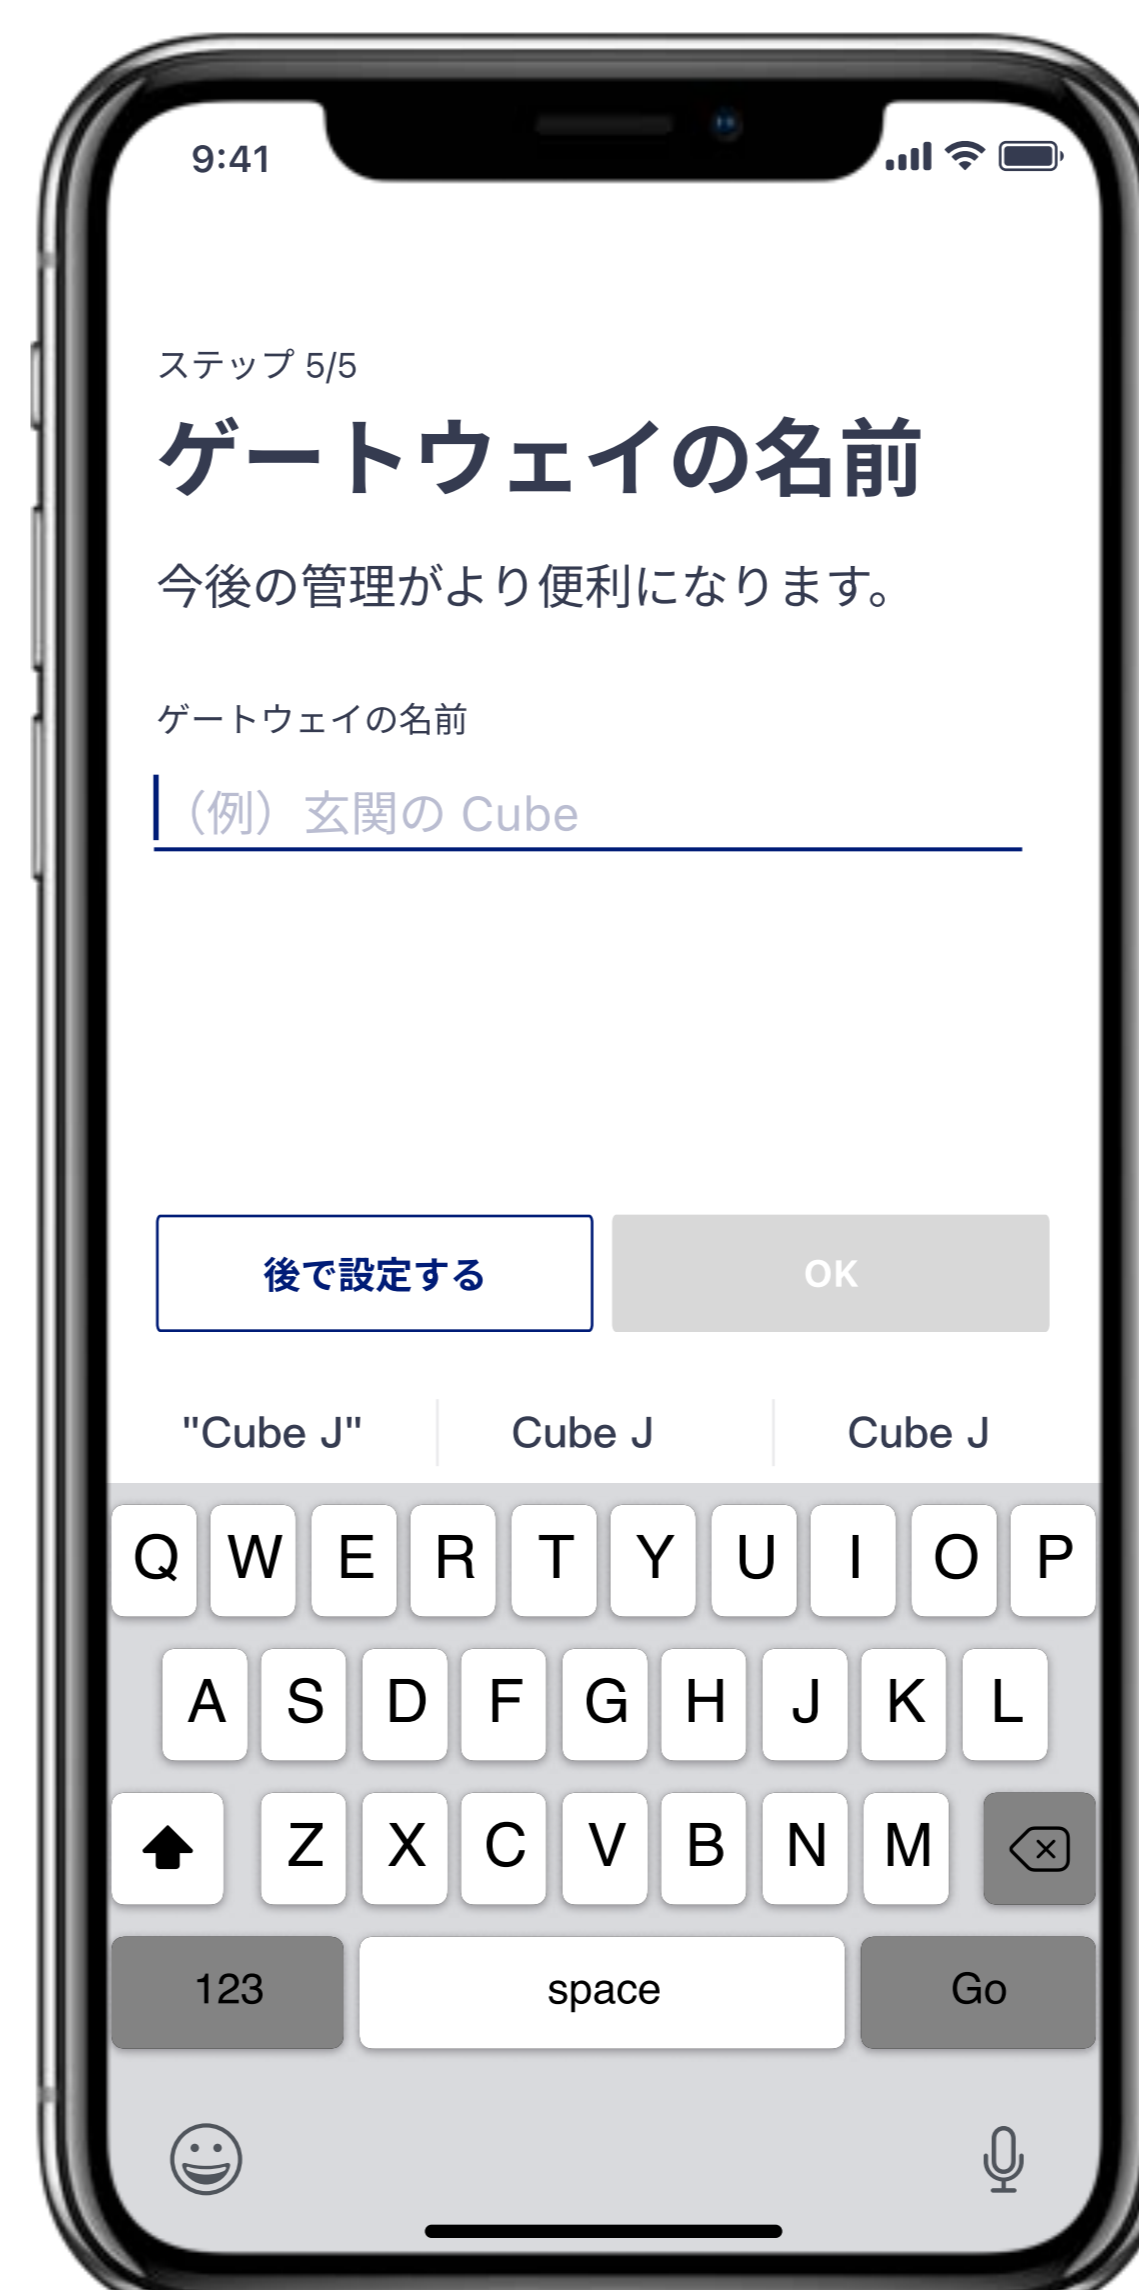 9:41
ステップ 5/5
ゲートウェイの名前
今後の管理がより便利になります。
ゲートウェイの名前
（例）玄関の Cube
後で設定する OK
"Cube J" Cube J Cube J
Q W E R T Y U I O P
A S D F G H J K L
Z X C V B N M
123 space Go